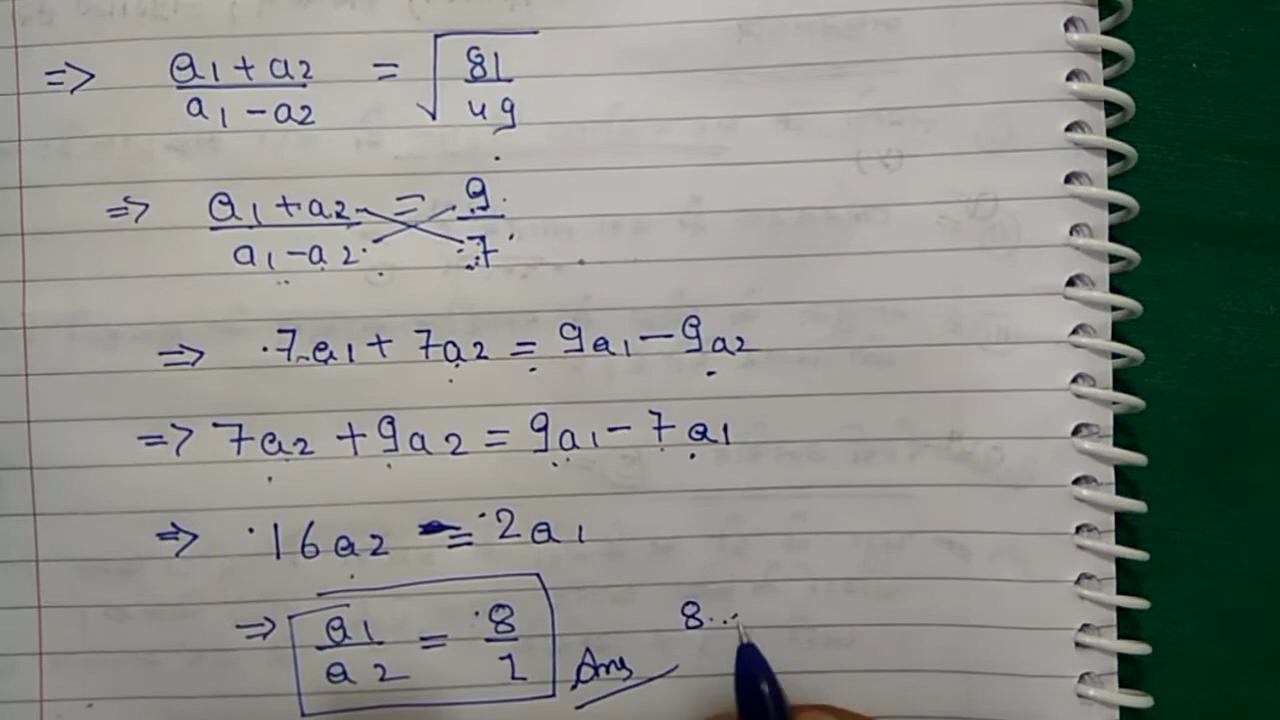 => a1 + a2 / a1 - a2 = √81/49
=> a1 + a2 / a1 - a2 = 9/7
=> 7a1 + 7a2 = 9a1 - 9a2
=> 7a2 + 9a2 = 9a1 - 7a1
=> 16a2 = 2a1
=> a1/a2 = 8/1 Ans 8..